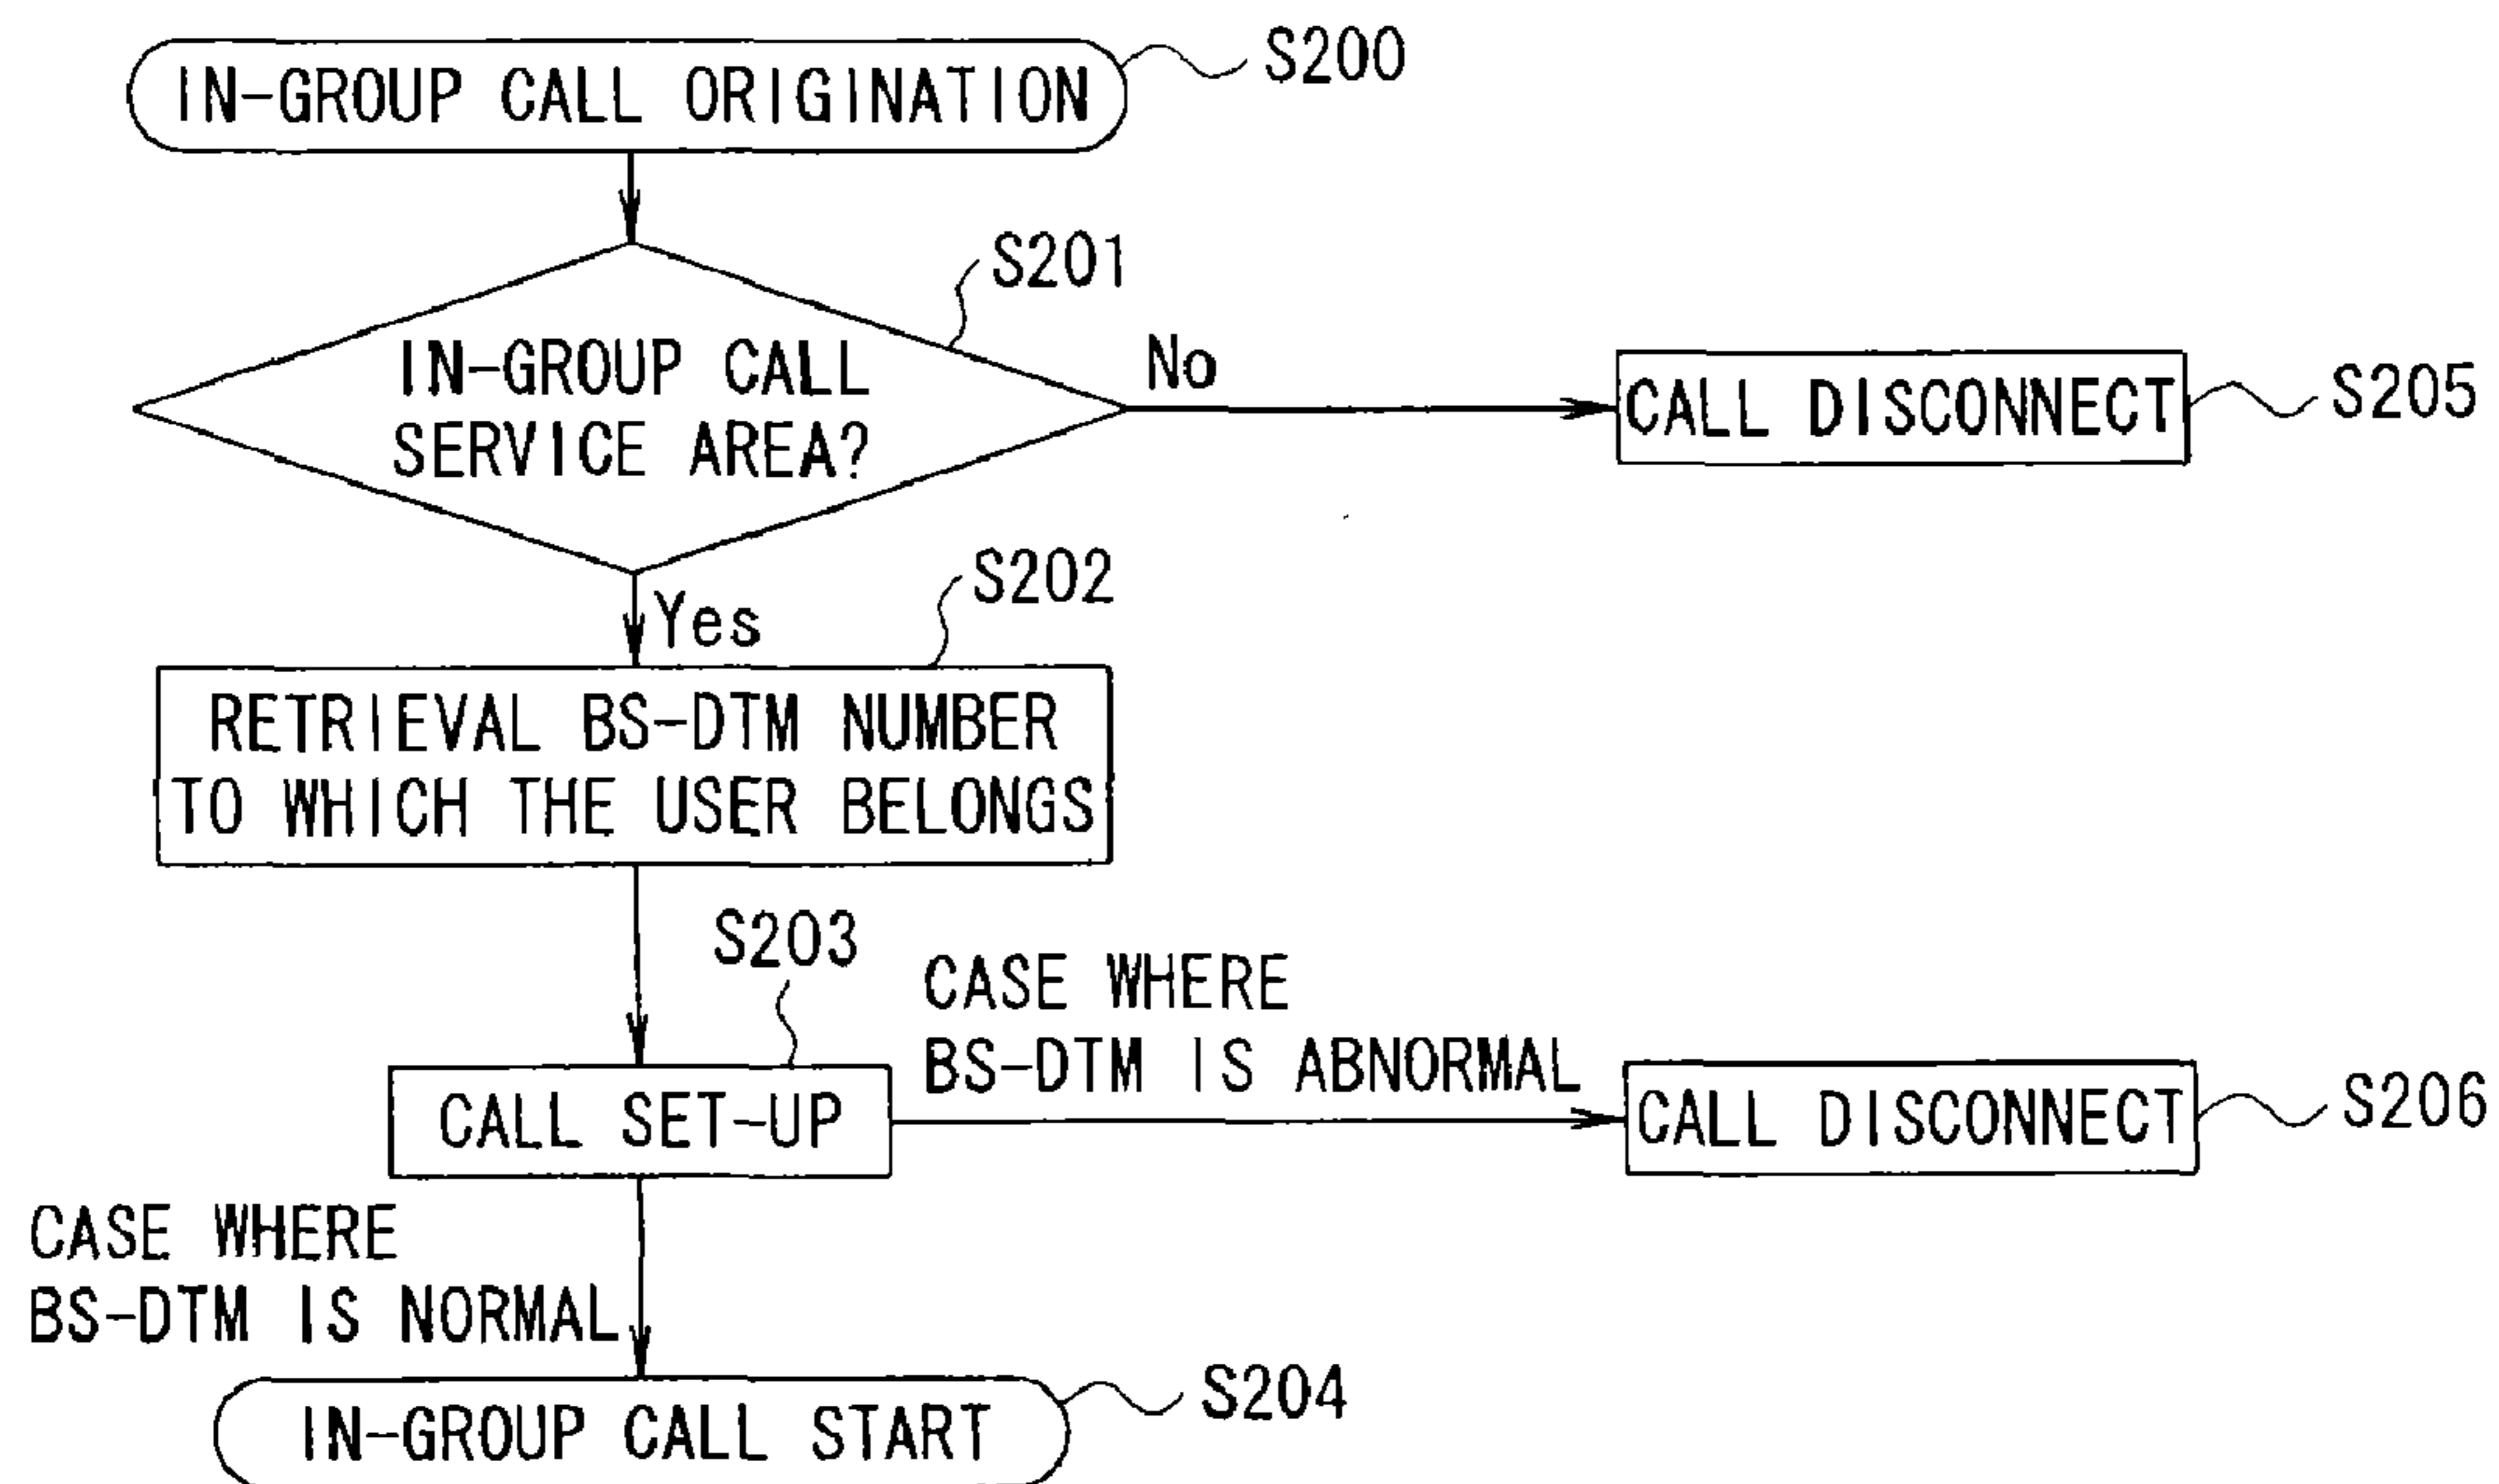 IN-GROUP CALL ORIGINATION
S200
S201
IN-GROUP CALL
SERVICE AREA?
No
CALL DISCONNECT
S205
Yes
S202
RETRIEVAL BS-DTM NUMBER
TO WHICH THE USER BELONGS
S203
CASE WHERE
BS-DTM IS ABNORMAL
CALL SET-UP
CALL DISCONNECT
S206
CASE WHERE
BS-DTM IS NORMAL
IN-GROUP CALL START
S204